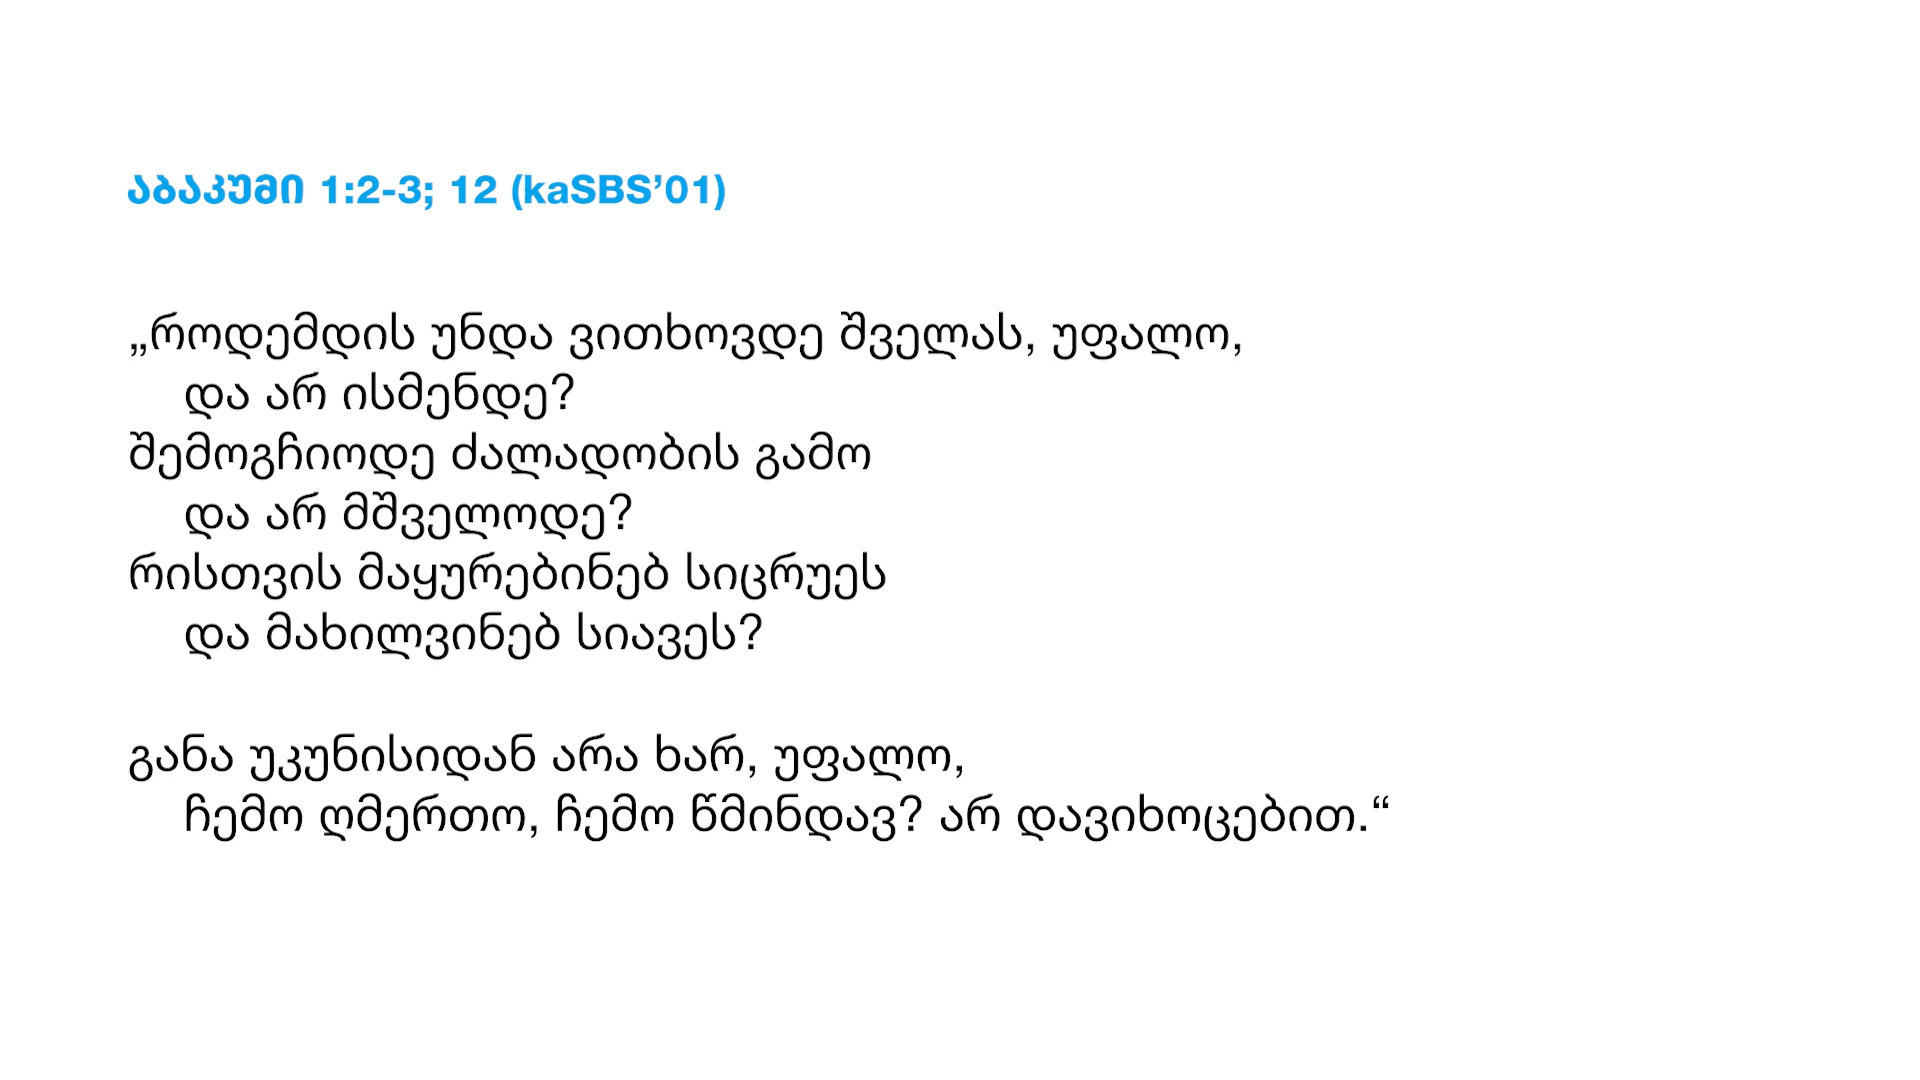 აბაკუმი 1:2-3; 12 (kaSBS’01)
„როდემდის უნდა ვითხოვდე შველას, უფალო,
და არ ისმენდე?
შემოგჩიოდე ძალადობის გამო
და არ მშველოდე?
რისთვის მაყურებინებ სიცრუეს
და მახილვინებ სიავეს?
განა უკუნისიდან არა ხარ, უფალო,
ჩემო ღმერთო, ჩემო წმინდავ? არ დავიხოცებით.“